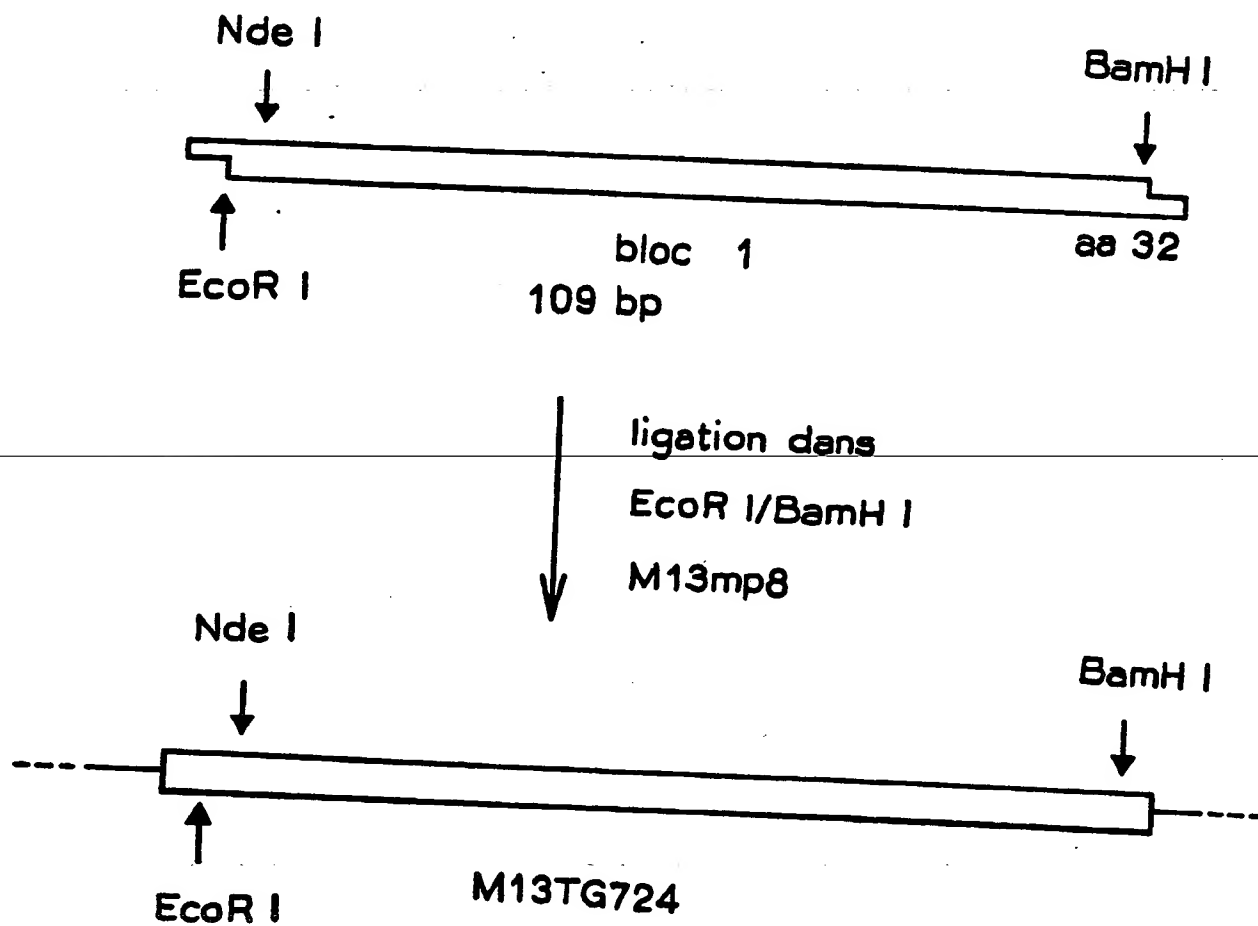 Nde I
BamH I
EcoR I
bloc 1
109 bp
aa 32
ligation dans
EcoR I/BamH I
M13mp8
Nde I
BamH I
EcoR I
M13TG724